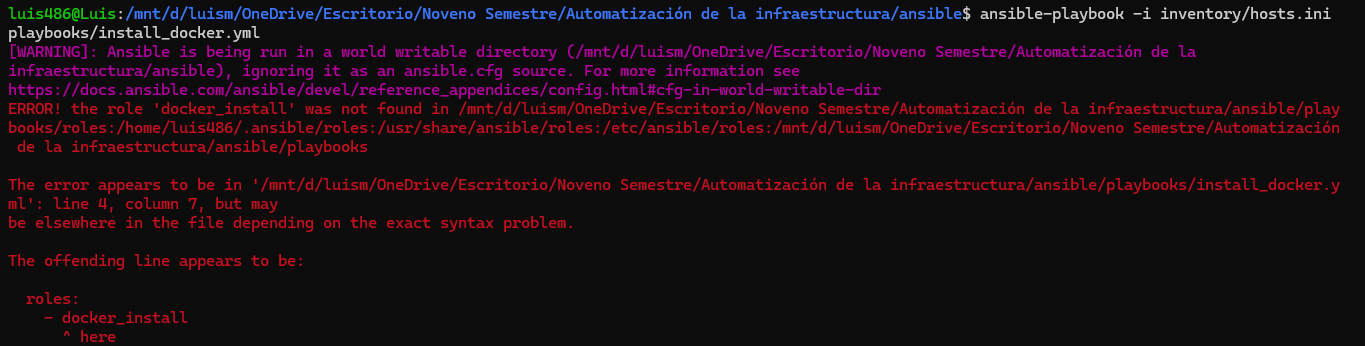 luis486@Luis:/mnt/d/luism/OneDrive/Escritorio/Noveno Semestre/Automatización de la infraestructura/ansible$ ansible-playbook -i inventory/hosts.ini
playbooks/install_docker.yml
[WARNING]: Ansible is being run in a world writable directory (/mnt/d/luism/OneDrive/Escritorio/Noveno Semestre/Automatización de la
infraestructura/ansible), ignoring it as an ansible.cfg source. For more information see
https://docs.ansible.com/ansible/devel/reference_appendices/config.html#cfg-in-world-writable-dir
ERROR! the role 'docker_install' was not found in /mnt/d/luism/OneDrive/Escritorio/Noveno Semestre/Automatización de la infraestructura/ansible/play
books/roles:/home/luis486/.ansible/roles:/usr/share/ansible/roles:/etc/ansible/roles:/mnt/d/luism/OneDrive/Escritorio/Noveno Semestre/Automatización
 de la infraestructura/ansible/playbooks

The error appears to be in '/mnt/d/luism/OneDrive/Escritorio/Noveno Semestre/Automatización de la infraestructura/ansible/playbooks/install_docker.y
ml': line 4, column 7, but may
be elsewhere in the file depending on the exact syntax problem.

The offending line appears to be:

  roles:
    - docker_install
      ^ here